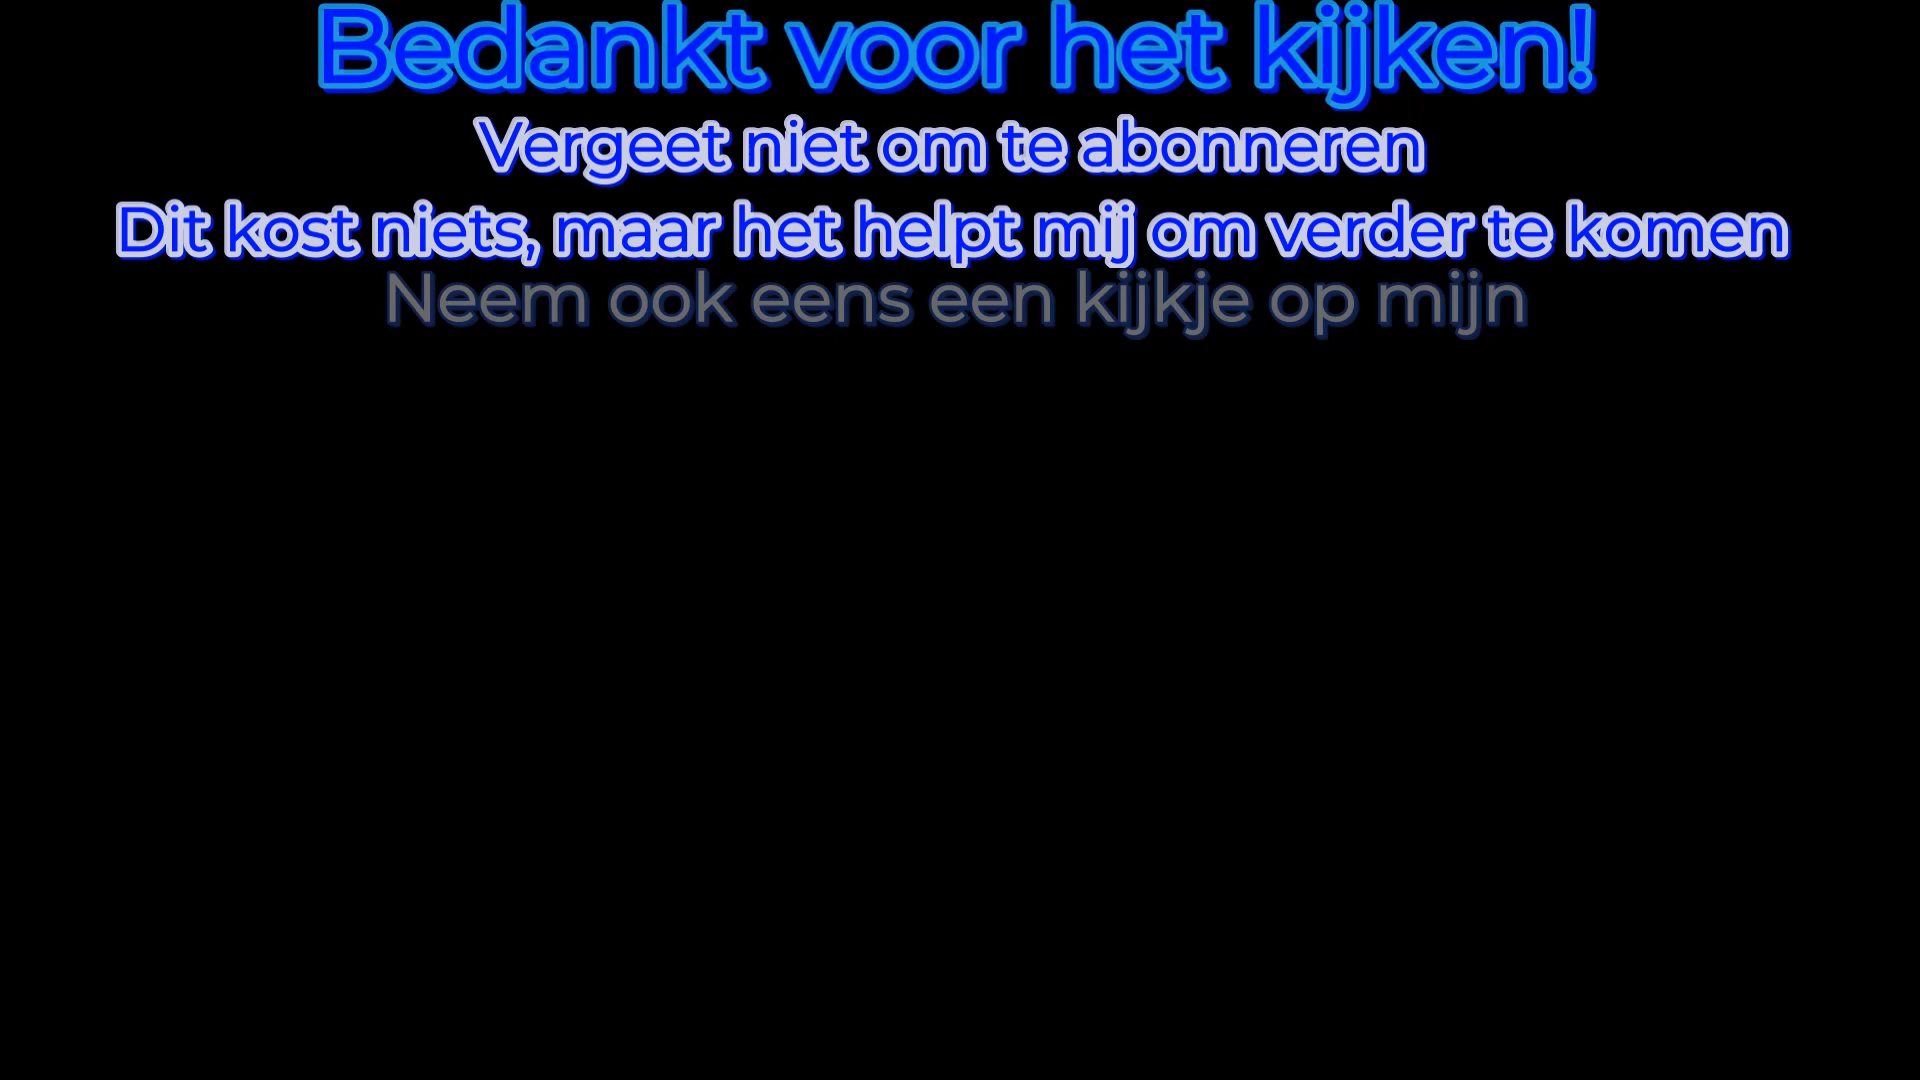 Bedankt voor het kijken!
Vergeet niet om te abonneren
Dit kost niets, maar het helpt mij om verder te komen
Neem ook eens een kijkje op mijn